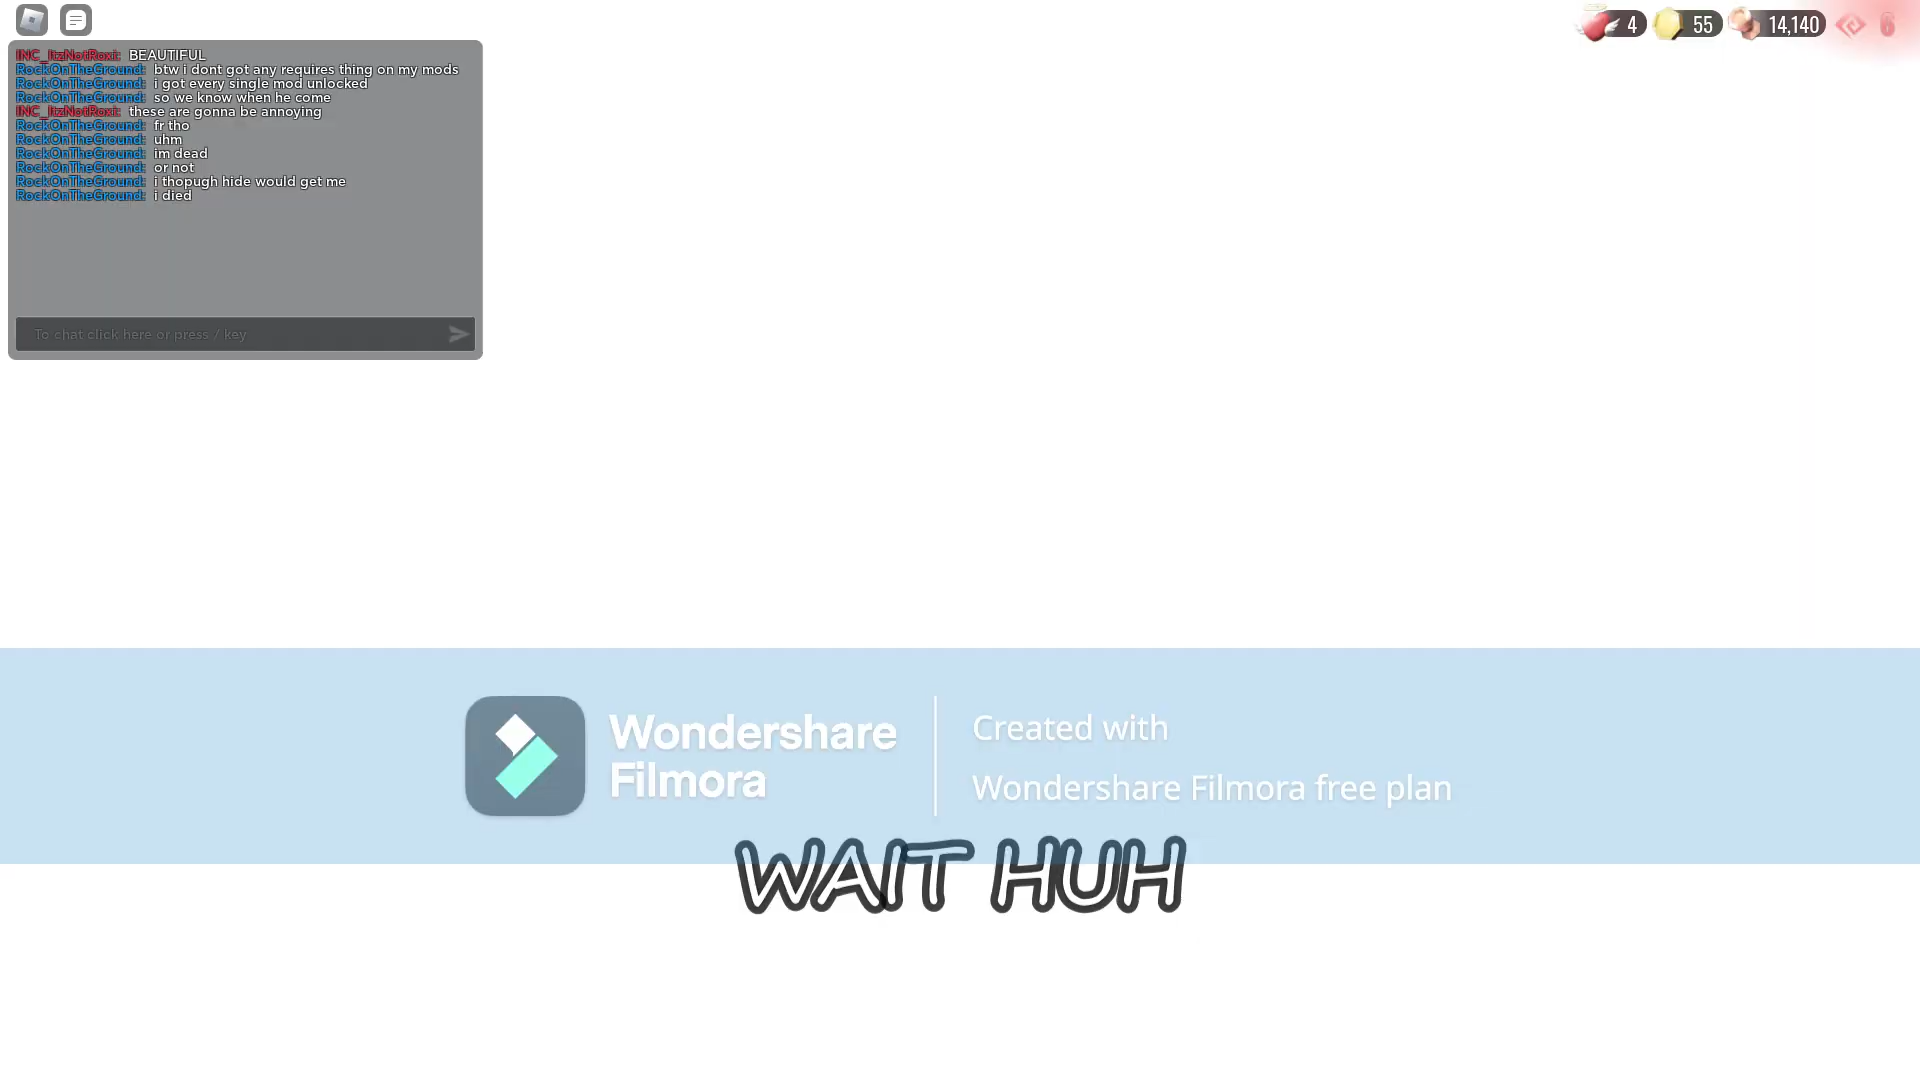 4
55
14,140
6
INC_ItzNotRoxi: BEAUTIFUL
RockOnTheGround: btw i dont got any requires thing on my mods
RockOnTheGround: i got every single mod unlocked
RockOnTheGround: so we know when he come
INC_ItzNotRoxi: these are gonna be annoying
RockOnTheGround: fr tho
RockOnTheGround: uhm
RockOnTheGround: im dead
RockOnTheGround: or not
RockOnTheGround: i thopugh hide would get me
RockOnTheGround: i died
To chat click here or press / key
Wondershare
Filmora
Created with
Wondershare Filmora free plan
WAIT HUH